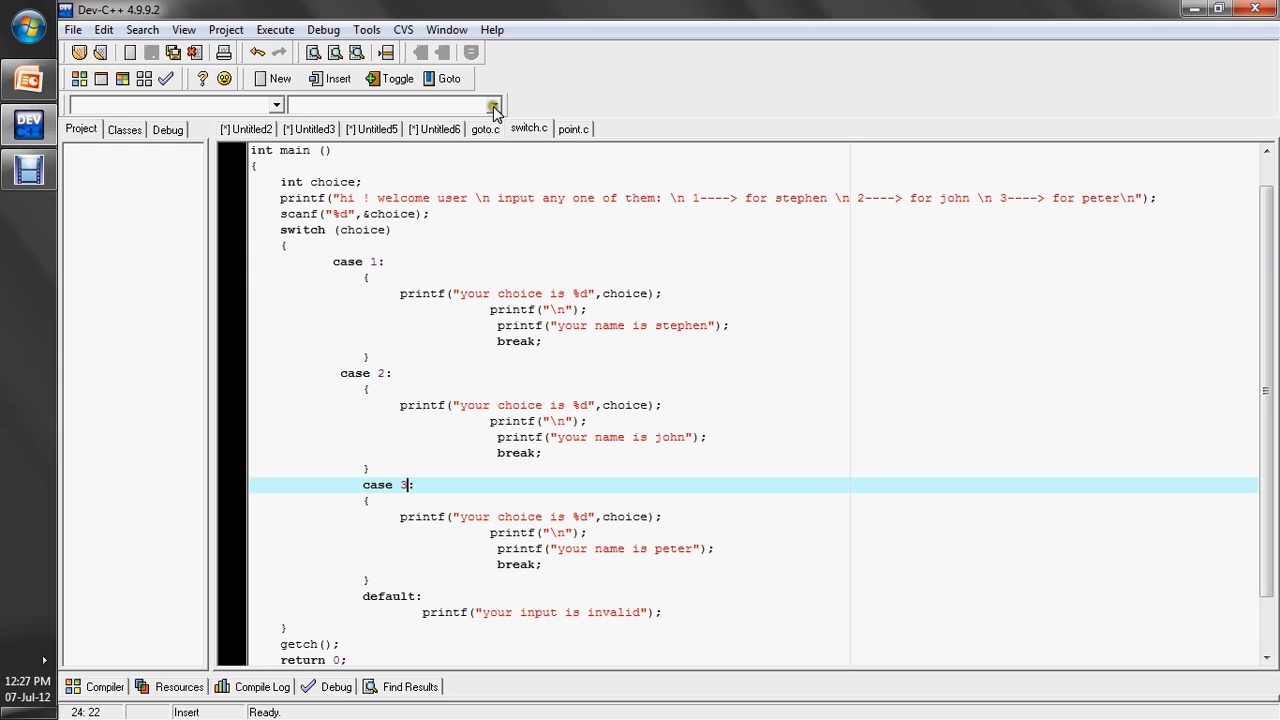 Dev-C++ 4.9.9.2
File Edit Search View Project Execute Debug Tools CVS Window Help
New Insert Toggle Goto
Project Classes Debug
[*] Untitled2 [*] Untitled3 [*] Untitled5 [*] Untitled6 goto.c switch.c point.c
int main ()
{
int choice;
printf("hi ! welcome user \n input any one of them: \n 1----> for stephen \n 2----> for john \n 3----> for peter\n");
scanf("%d",&choice);
switch (choice)
{
case 1:
{
printf("your choice is %d",choice);
printf("\n");
printf("your name is stephen");
break;
}
case 2:
{
printf("your choice is %d",choice);
printf("\n");
printf("your name is john");
break;
}
case 3:
{
printf("your choice is %d",choice);
printf("\n");
printf("your name is peter");
break;
}
default:
printf("your input is invalid");
}
getch();
return 0;
Compiler Resources Compile Log Debug Find Results
24: 22 Insert Ready.
DEV
C++
12:27 PM
07-Jul-12